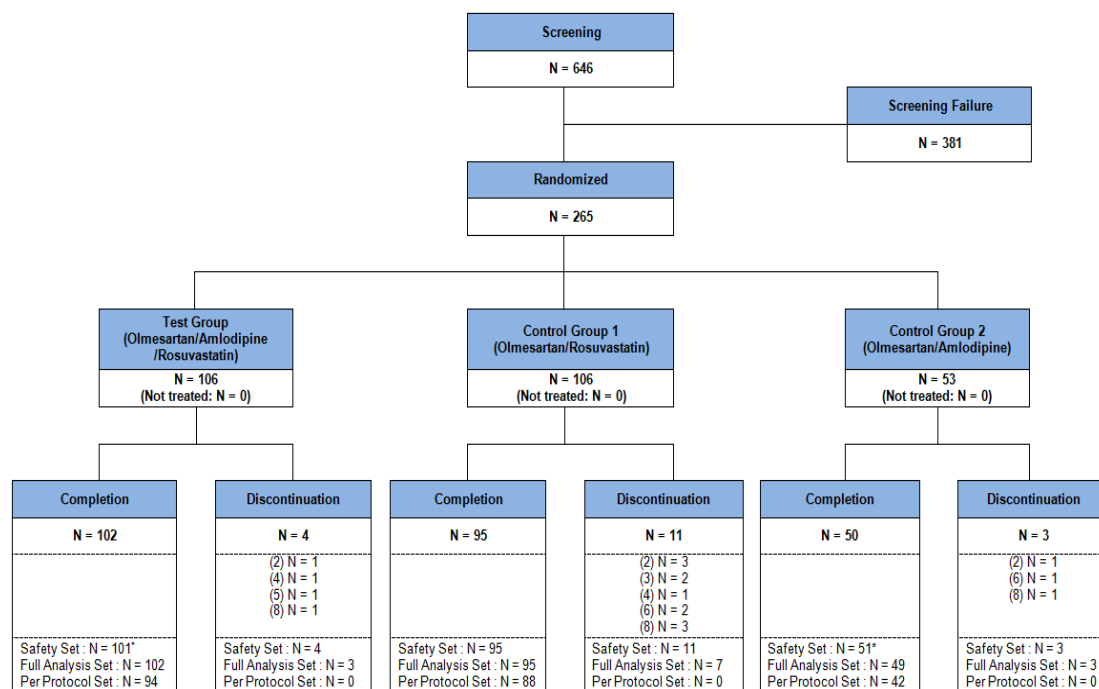 Screening
N = 646
Screening Failure
N = 381
Randomized
N = 265
Test Group
(Olmesartan/Amlodipine
/Rosuvastatin)
N = 106
(Not treated: N = 0)
Control Group 1
(Olmesartan/Rosuvastatin)
N = 106
(Not treated: N = 0)
Control Group 2
(Olmesartan/Amlodipine)
N = 53
(Not treated: N = 0)
Completion
N = 102
Safety Set : N = 101*
Full Analysis Set : N = 102
Per Protocol Set : N = 94
Discontinuation
N = 4
(2) N = 1
(4) N = 1
(5) N = 1
(8) N = 1
Safety Set : N = 4
Full Analysis Set : N = 3
Per Protocol Set : N = 0
Completion
N = 95
Safety Set : N = 95
Full Analysis Set : N = 95
Per Protocol Set : N = 88
Discontinuation
N = 11
(2) N = 3
(3) N = 2
(4) N = 1
(6) N = 2
(8) N = 3
Safety Set : N = 11
Full Analysis Set : N = 7
Per Protocol Set : N = 0
Completion
N = 50
Safety Set : N = 51*
Full Analysis Set : N = 49
Per Protocol Set : N = 42
Discontinuation
N = 3
(2) N = 1
(6) N = 1
(8) N = 1
Safety Set : N = 3
Full Analysis Set : N = 3
Per Protocol Set : N = 0